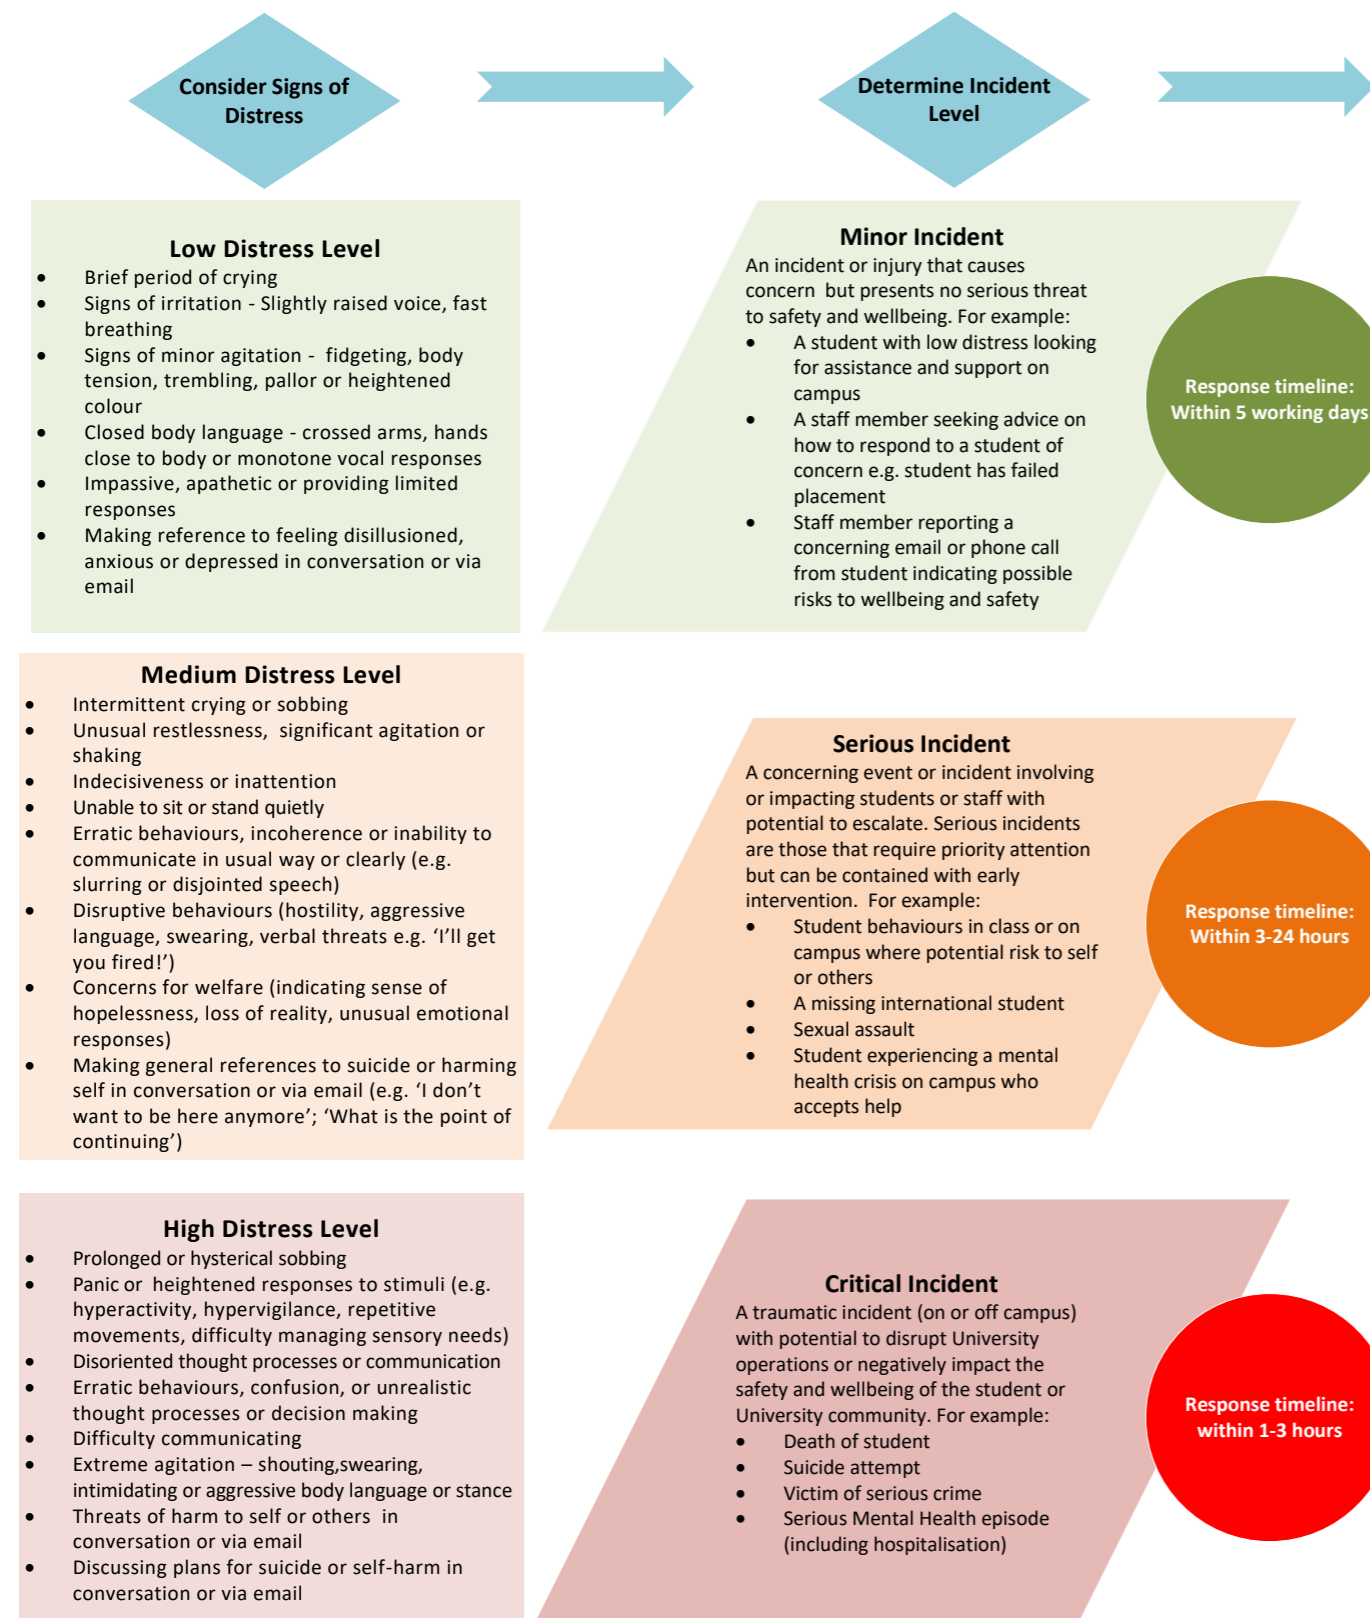 Consider Signs of
Distress
Determine Incident
Level
Low Distress Level
• Brief period of crying
• Signs of irritation - Slightly raised voice, fast
breathing
• Signs of minor agitation - fidgeting, body
tension, trembling, pallor or heightened
colour
• Closed body language - crossed arms, hands
close to body or monotone vocal responses
• Impassive, apathetic or providing limited
responses
• Making reference to feeling disillusioned,
anxious or depressed in conversation or via
email
Minor Incident
An incident or injury that causes
concern but presents no serious threat
to safety and wellbeing. For example:
• A student with low distress looking
for assistance and support on
campus
• A staff member seeking advice on
how to respond to a student of
concern e.g. student has failed
placement
• Staff member reporting a
concerning email or phone call
from student indicating possible
risks to wellbeing and safety
Response timeline:
Within 5 working days
Medium Distress Level
• Intermittent crying or sobbing
• Unusual restlessness, significant agitation or
shaking
• Indecisiveness or inattention
• Unable to sit or stand quietly
• Erratic behaviours, incoherence or inability to
communicate in usual way or clearly (e.g.
slurring or disjointed speech)
• Disruptive behaviours (hostility, aggressive
language, swearing, verbal threats e.g. ‘I’ll get
you fired!’)
• Concerns for welfare (indicating sense of
hopelessness, loss of reality, unusual emotional
responses)
• Making general references to suicide or harming
self in conversation or via email (e.g. ‘I don’t
want to be here anymore’; ‘What is the point of
continuing’)
Serious Incident
A concerning event or incident involving
or impacting students or staff with
potential to escalate. Serious incidents
are those that require priority attention
but can be contained with early
intervention. For example:
• Student behaviours in class or on
campus where potential risk to self
or others
• A missing international student
• Sexual assault
• Student experiencing a mental
health crisis on campus who
accepts help
Response timeline:
Within 3-24 hours
High Distress Level
• Prolonged or hysterical sobbing
• Panic or heightened responses to stimuli (e.g.
hyperactivity, hypervigilance, repetitive
movements, difficulty managing sensory needs)
• Disoriented thought processes or communication
• Erratic behaviours, confusion, or unrealistic
thought processes or decision making
• Difficulty communicating
• Extreme agitation – shouting,swearing,
intimidating or aggressive body language or stance
• Threats of harm to self or others in
conversation or via email
• Discussing plans for suicide or self-harm in
conversation or via email
Critical Incident
A traumatic incident (on or off campus)
with potential to disrupt University
operations or negatively impact the
safety and wellbeing of the student or
University community. For example:
• Death of student
• Suicide attempt
• Victim of serious crime
• Serious Mental Health episode
(including hospitalisation)
Response timeline:
within 1-3 hours